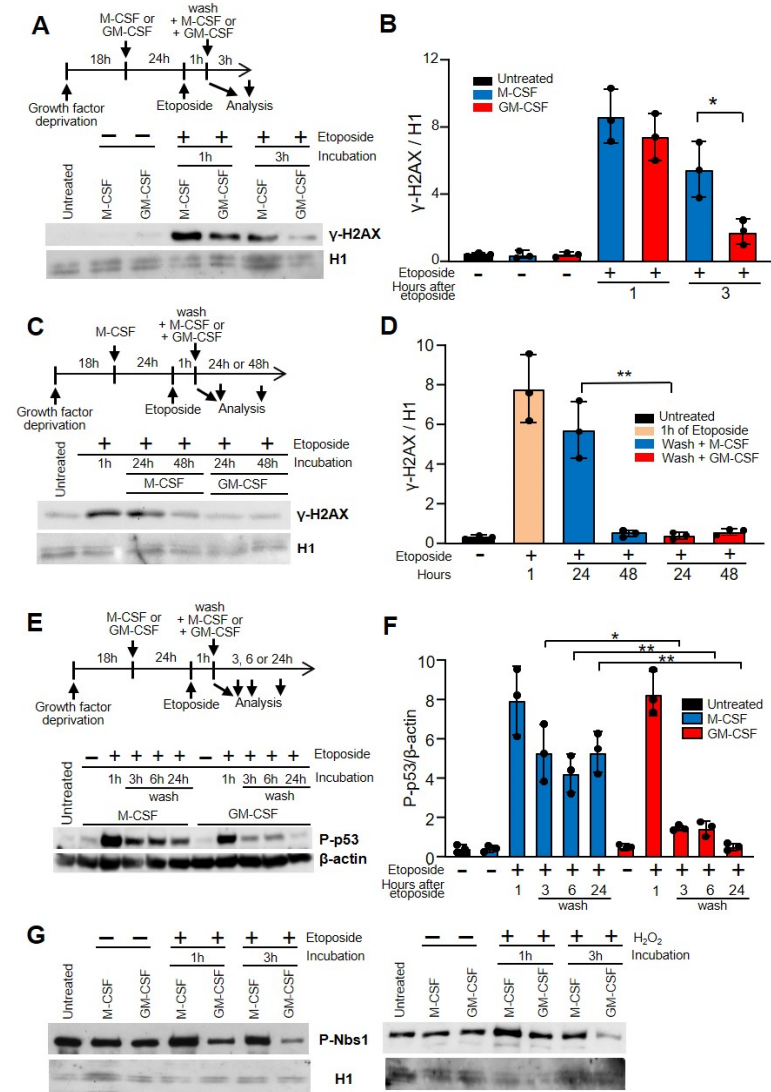 A
M-CSF or
GM-CSF
wash
+ M-CSF or
+ GM-CSF
18h 24h 1h 3h
Growth factor
deprivation
Etoposide Analysis
− − + + + + Etoposide
1h 3h Incubation
Untreated M-CSF GM-CSF M-CSF GM-CSF M-CSF GM-CSF
γ-H2AX
H1
B
12
8
4
0
γ-H2AX / H1
Untreated
M-CSF
GM-CSF
*
Etoposide − − − + + + +
Hours after
etoposide
1 3
C
M-CSF
wash
+ M-CSF or
+ GM-CSF
18h 24h 1h 24h or 48h
Growth factor
deprivation
Etoposide Analysis
Untreated
+ + + + + Etoposide
1h 24h 48h 24h 48h Incubation
M-CSF GM-CSF
γ-H2AX
H1
D
10
8
6
4
2
0
γ-H2AX / H1
**
Untreated
1h of Etoposide
Wash + M-CSF
Wash + GM-CSF
Etoposide − + + + + +
Hours 1 24 48 24 48
E
M-CSF or
GM-CSF
wash
+ M-CSF or
+ GM-CSF
18h 24h 1h 3, 6 or 24h
Growth factor
deprivation
Etoposide Analysis
Untreated
− + + + + − + + + + Etoposide
1h 3h 6h 24h 1h 3h 6h 24h Incubation
wash wash
M-CSF GM-CSF
P-p53
β-actin
F
10
8
6
4
2
0
P-p53/β-actin
*
**
**
Untreated
M-CSF
GM-CSF
Etoposide − − + + + + − + + + +
Hours after
etoposide
1 3 6 24 1 3 6 24
wash wash
G
− − + + + + Etoposide
1h 3h Incubation
Untreated M-CSF GM-CSF M-CSF GM-CSF M-CSF GM-CSF
P-Nbs1
H1
− − + + + + H₂O₂
1h 3h Incubation
Untreated M-CSF GM-CSF M-CSF GM-CSF M-CSF GM-CSF